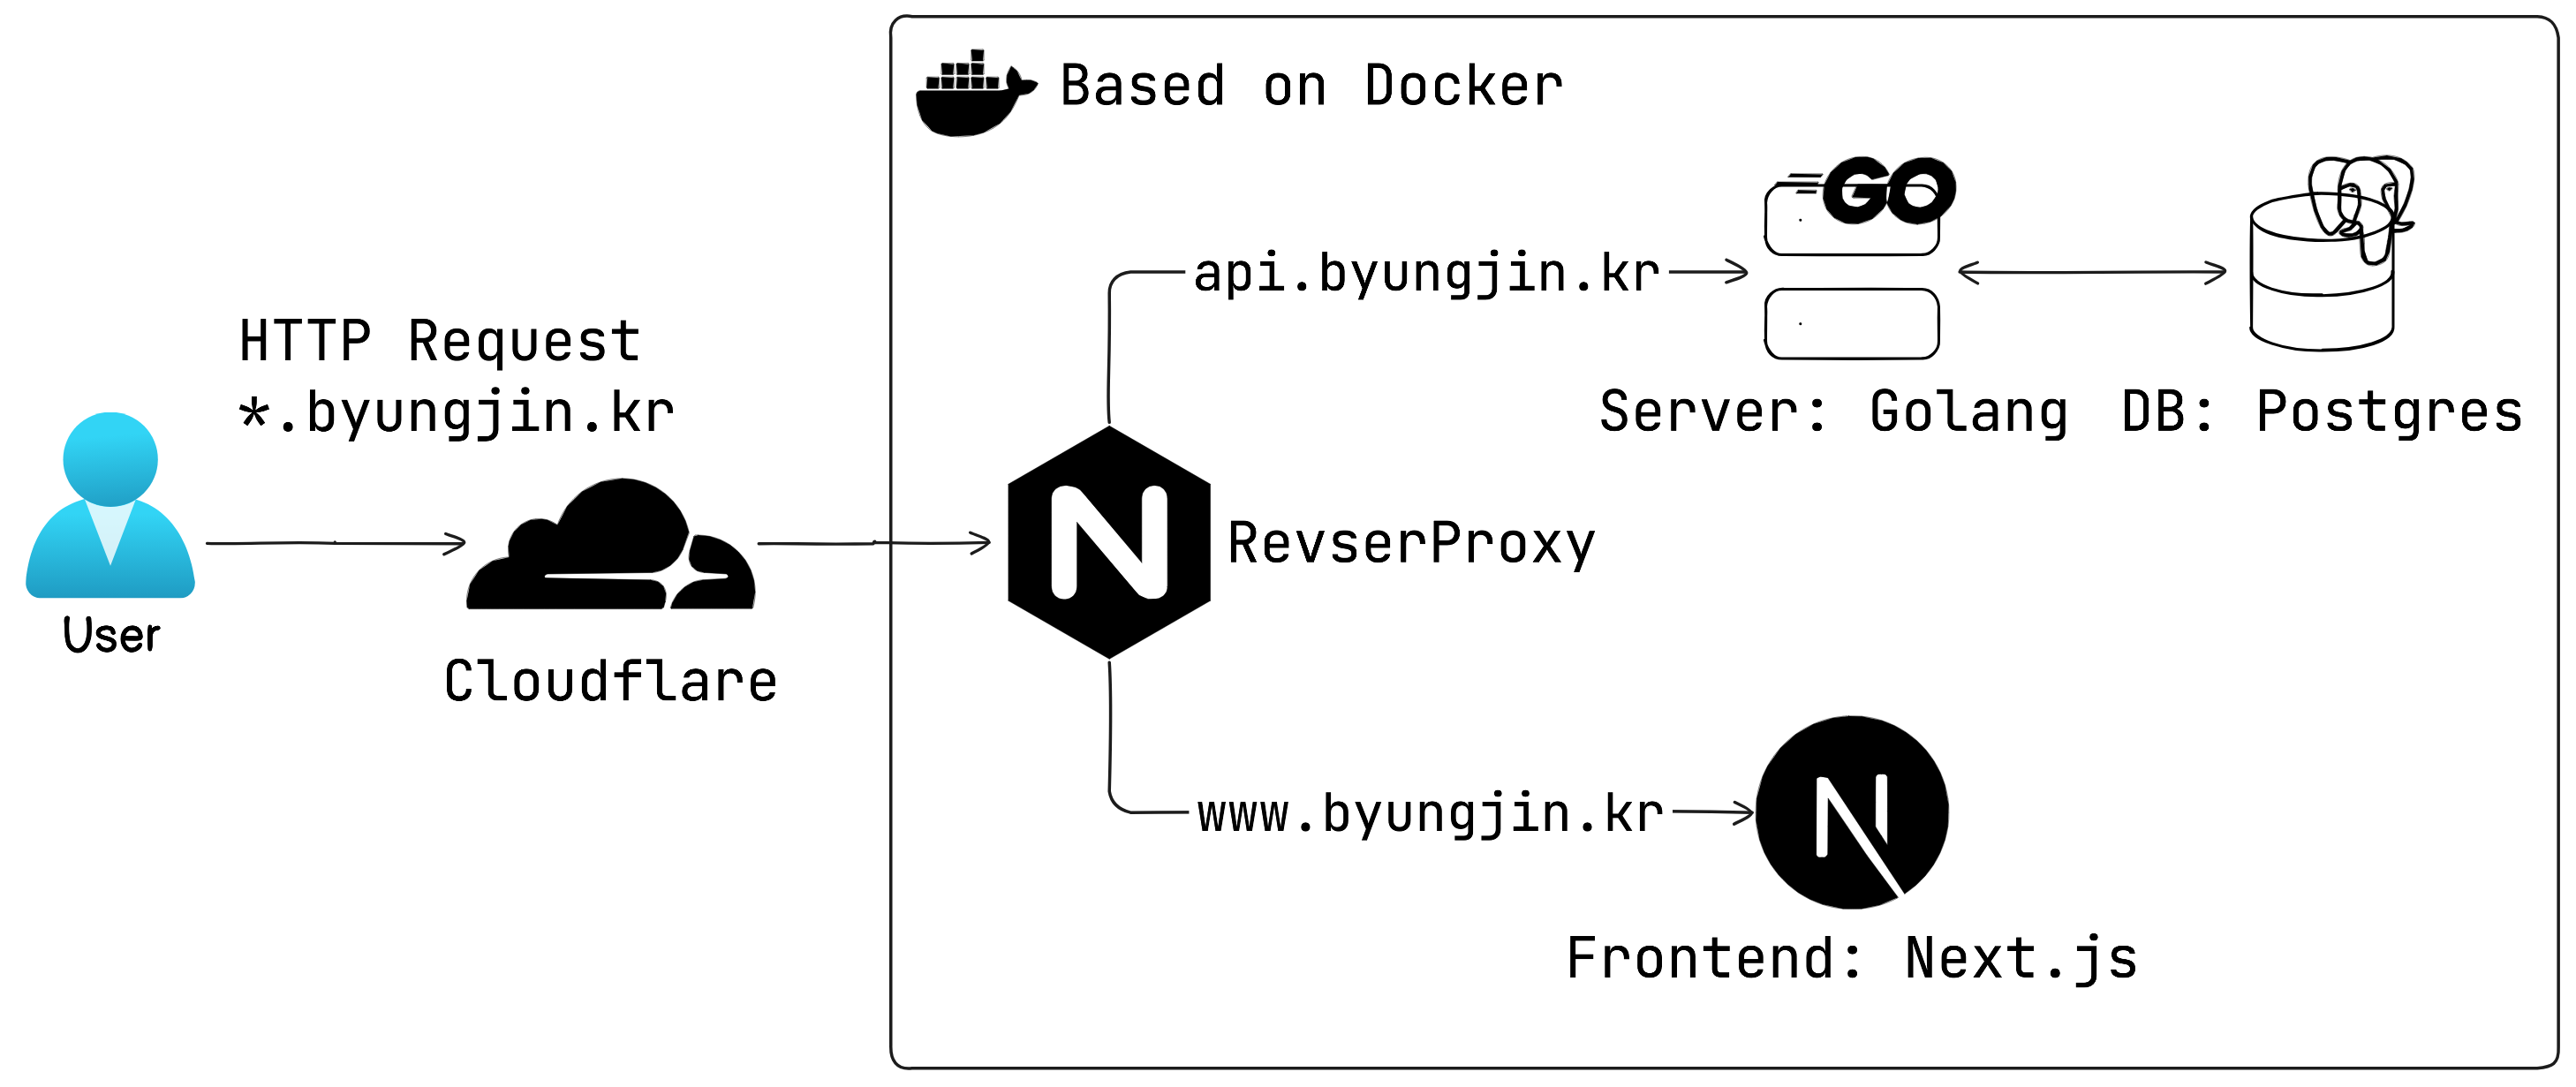 Based on Docker
GO
api.byungjin.kr
HTTP Request
*.byungjin.kr
Server: Golang
DB: Postgres
N
RevserProxy
User
Cloudflare
www.byungjin.kr
N
Frontend: Next.js